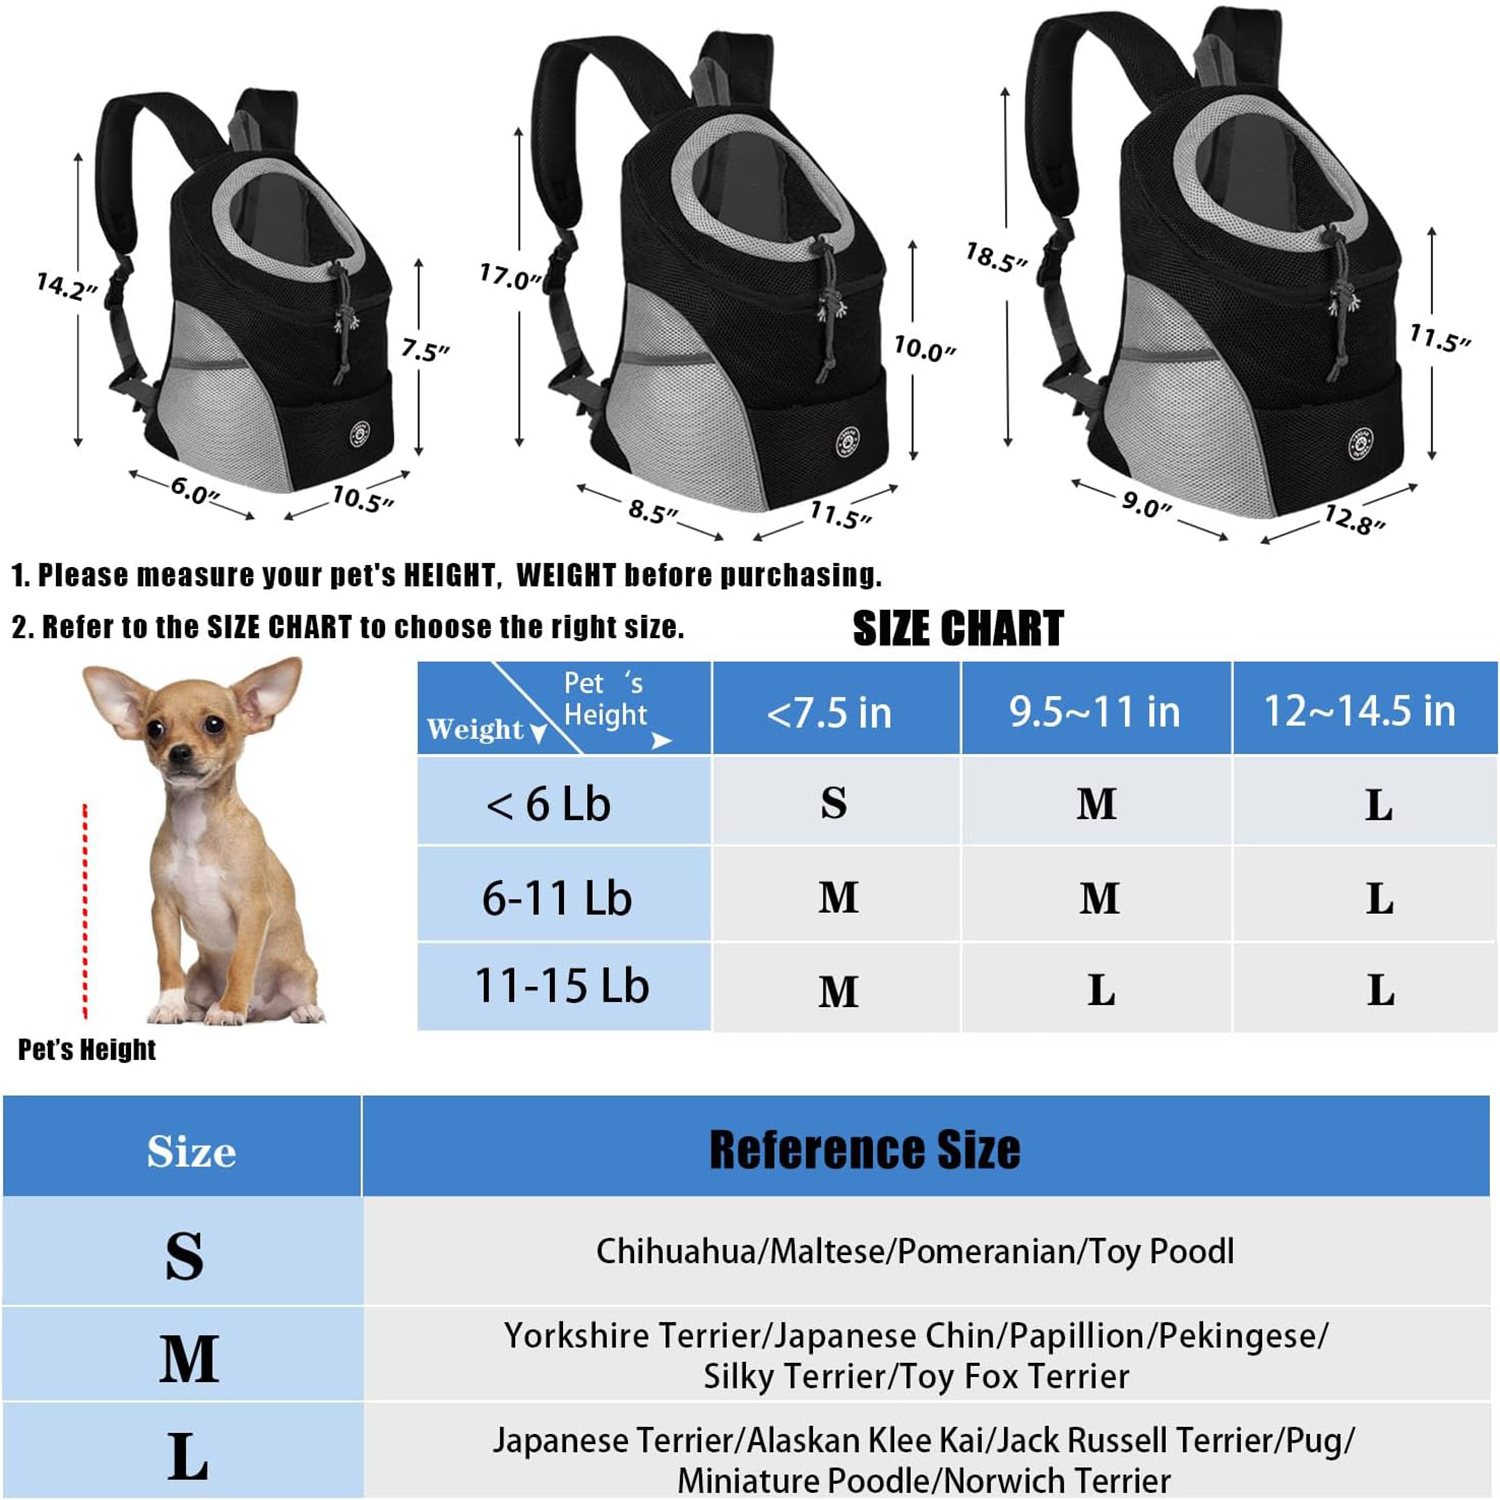 14.2"
7.5"
6.0"
10.5"
17.0"
10.0"
8.5"
11.5"
18.5"
11.5"
9.0"
12.8"
1. Please measure your pet's HEIGHT, WEIGHT before purchasing.
2. Refer to the SIZE CHART to choose the right size.
SIZE CHART
Pet 's
Height
Weight
<7.5 in
9.5~11 in
12~14.5 in
< 6 Lb
S
M
L
6-11 Lb
M
M
L
11-15 Lb
M
L
L
Pet's Height
Size
Reference Size
S
Chihuahua/Maltese/Pomeranian/Toy Poodl
M
Yorkshire Terrier/Japanese Chin/Papillion/Pekingese/
Silky Terrier/Toy Fox Terrier
L
Japanese Terrier/Alaskan Klee Kai/Jack Russell Terrier/Pug/
Miniature Poodle/Norwich Terrier